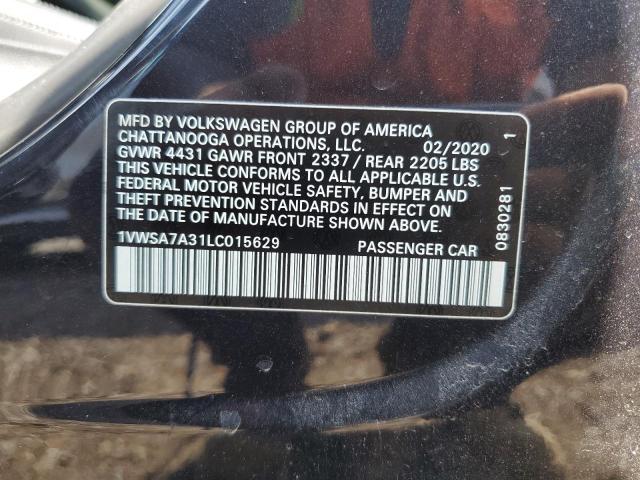 MFD BY VOLKSWAGEN GROUP OF AMERICA
CHATTANOOGA OPERATIONS, LLC. 02/2020
GVWR 4431 GAWR FRONT 2337 / REAR 2205 LBS
THIS VEHICLE CONFORMS TO ALL APPLICABLE U.S.
FEDERAL MOTOR VEHICLE SAFETY, BUMPER AND
THEFT PREVENTION STANDARDS IN EFFECT ON THE
DATE OF MANUFACTURE SHOWN ABOVE.
1VWSA7A31LC015629 PASSENGER CAR
0830281 1